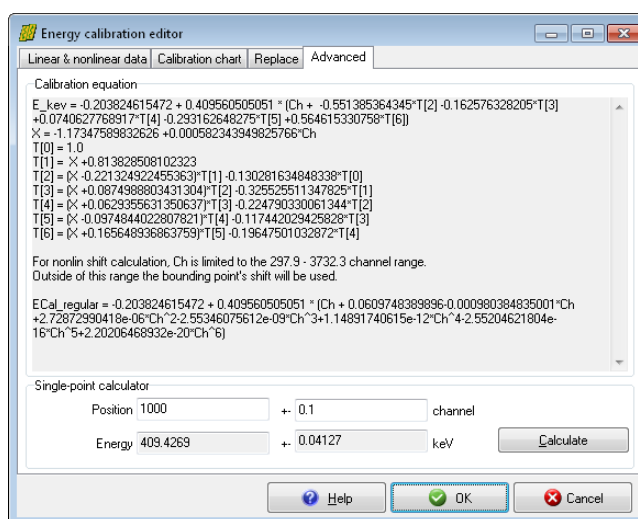 Energy calibration editor
Linear & nonlinear data Calibration chart Replace Advanced
Calibration equation
E_kev = -0.203824615472 + 0.409560505051 * (Ch + -0.551385364345*T[2] -0.162576328205*T[3]
+0.0740627768917*T[4] -0.293162648275*T[5] +0.564615330758*T[6])
X = -1.17347589832626 +0.000582343949825766*Ch
T[0] = 1.0
T[1] = X +0.813828508102323
T[2] = (X -0.221324922455363)*T[1] -0.130281634848338*T[0]
T[3] = (X +0.0874988803431304)*T[2] -0.325525511347825*T[1]
T[4] = (X +0.0629355631350637)*T[3] -0.224790330061344*T[2]
T[5] = (X -0.0974844022807821)*T[4] -0.117442029425828*T[3]
T[6] = (X +0.165648936863759)*T[5] -0.19647501032872*T[4]
For nonlin shift calculation, Ch is limited to the 297.9 - 3732.3 channel range.
Outside of this range the bounding point's shift will be used.
ECal_regular = -0.203824615472 + 0.409560505051 * (Ch + 0.0609748389896-0.000980384835001*Ch
+2.72872990418e-06*Ch^2-2.55346075612e-09*Ch^3+1.14891740615e-12*Ch^4-2.55204621804e-
16*Ch^5+2.20206468932e-20*Ch^6)
Single-point calculator
Position 1000 +- 0.1 channel
Energy 409.4269 +- 0.04127 keV Calculate
Help OK Cancel